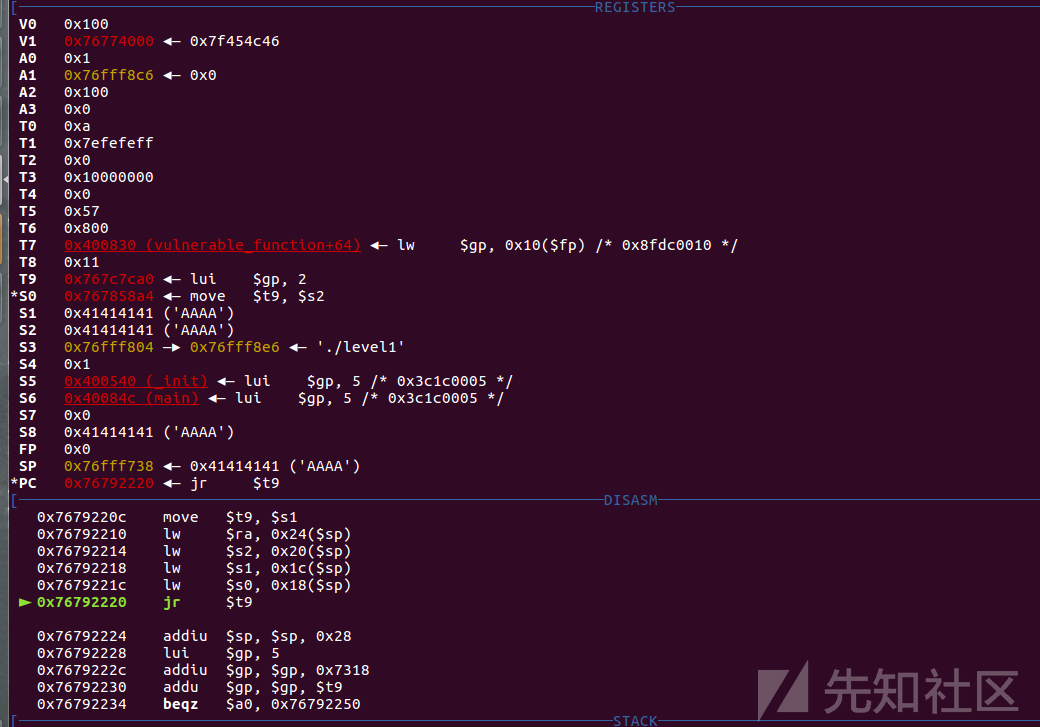 [ REGISTERS
V0 0x100
V1 0x76774000 ◂— 0x7f454c46
A0 0x1
A1 0x76fff8c6 ◂— 0x0
A2 0x100
A3 0x0
T0 0xa
T1 0x7efefeff
T2 0x0
T3 0x10000000
T4 0x0
T5 0x57
T6 0x800
T7 0x400830 (vulnerable_function+64) ◂— lw $gp, 0x10($fp) /* 0x8fdc0010 */
T8 0x11
T9 0x767c7ca0 ◂— lui $gp, 2
*S0 0x767858a4 ◂— move $t9, $s2
S1 0x41414141 ('AAAA')
S2 0x41414141 ('AAAA')
S3 0x76fff804 —▸ 0x76fff8e6 ◂— './level1'
S4 0x1
S5 0x400540 (_init) ◂— lui $gp, 5 /* 0x3c1c0005 */
S6 0x40084c (main) ◂— lui $gp, 5 /* 0x3c1c0005 */
S7 0x0
S8 0x41414141 ('AAAA')
FP 0x0
SP 0x76fff738 ◂— 0x41414141 ('AAAA')
*PC 0x76792220 ◂— jr $t9
[ DISASM
0x7679220c move $t9, $s1
0x76792210 lw $ra, 0x24($sp)
0x76792214 lw $s2, 0x20($sp)
0x76792218 lw $s1, 0x1c($sp)
0x7679221c lw $s0, 0x18($sp)
► 0x76792220 jr $t9
0x76792224 addiu $sp, $sp, 0x28
0x76792228 lui $gp, 5
0x7679222c addiu $gp, $gp, 0x7318
0x76792230 addu $gp, $gp, $t9
0x76792234 beqz $a0, 0x76792250
[ STACK
先知社区